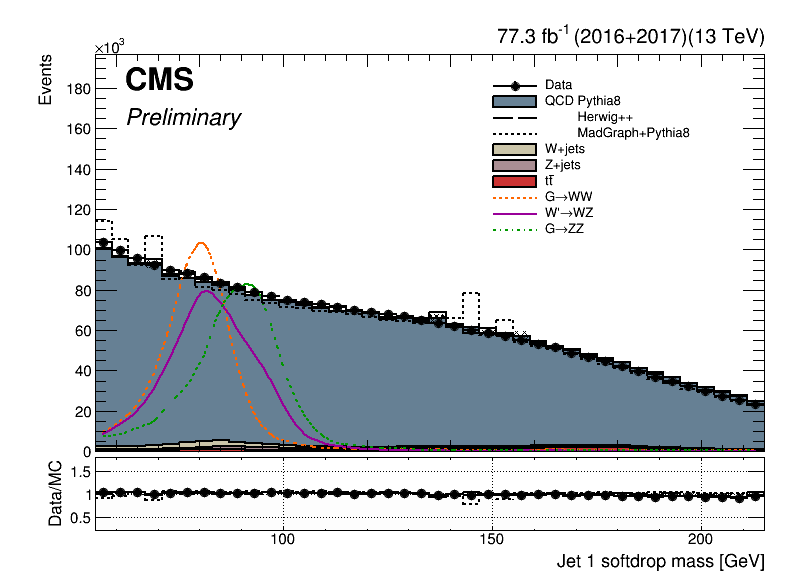 77.3 fb⁻¹ (2016+2017)(13 TeV)
×10³
Events
CMS
Preliminary
Data
QCD Pythia8
Herwig++
MadGraph+Pythia8
W+jets
Z+jets
tt̄
G→WW
W'→WZ
G→ZZ
180
160
140
120
100
80
60
40
20
0
Data/MC
1.5
1
0.5
100
150
200
Jet 1 softdrop mass [GeV]